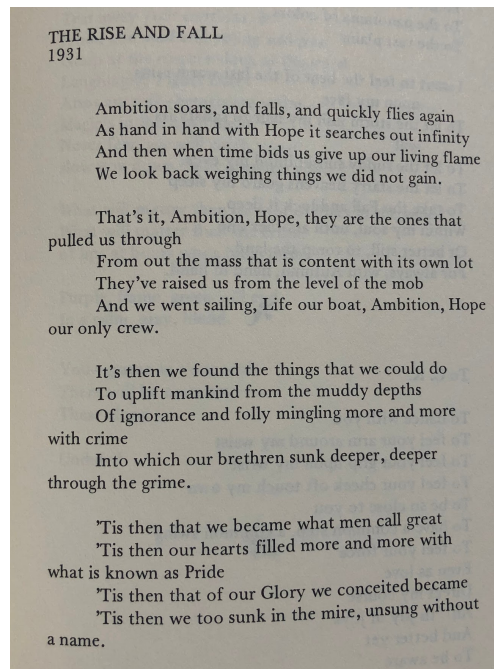 THE RISE AND FALL
1931
Ambition soars, and falls, and quickly flies again
As hand in hand with Hope it searches out infinity
And then when time bids us give up our living flame
We look back weighing things we did not gain.
That's it, Ambition, Hope, they are the ones that
pulled us through
From out the mass that is content with its own lot
They've raised us from the level of the mob
And we went sailing, Life our boat, Ambition, Hope
our only crew.
It's then we found the things that we could do
To uplift mankind from the muddy depths
Of ignorance and folly mingling more and more
with crime
Into which our brethren sunk deeper, deeper
through the grime.
'Tis then that we became what men call great
'Tis then our hearts filled more and more with
what is known as Pride
'Tis then that of our Glory we conceited became
'Tis then we too sunk in the mire, unsung without
a name.